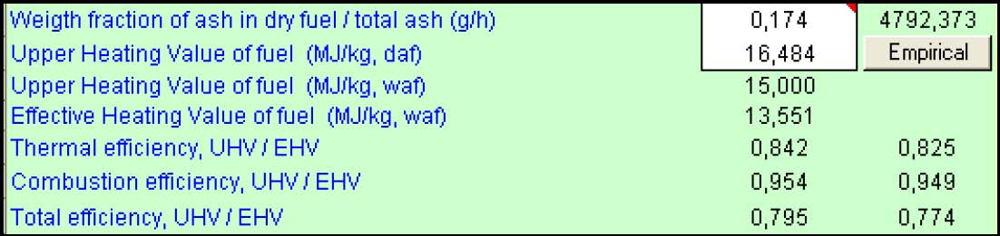 Weigth fraction of ash in dry fuel / total ash (g/h) 0,174 4792,373
Upper Heating Value of fuel (MJ/kg, daf) 16,484 Empirical
Upper Heating Value of fuel (MJ/kg, waf) 15,000
Effective Heating Value of fuel (MJ/kg, waf) 13,551
Thermal efficiency, UHV / EHV 0,842 0,825
Combustion efficiency, UHV / EHV 0,954 0,949
Total efficiency, UHV / EHV 0,795 0,774